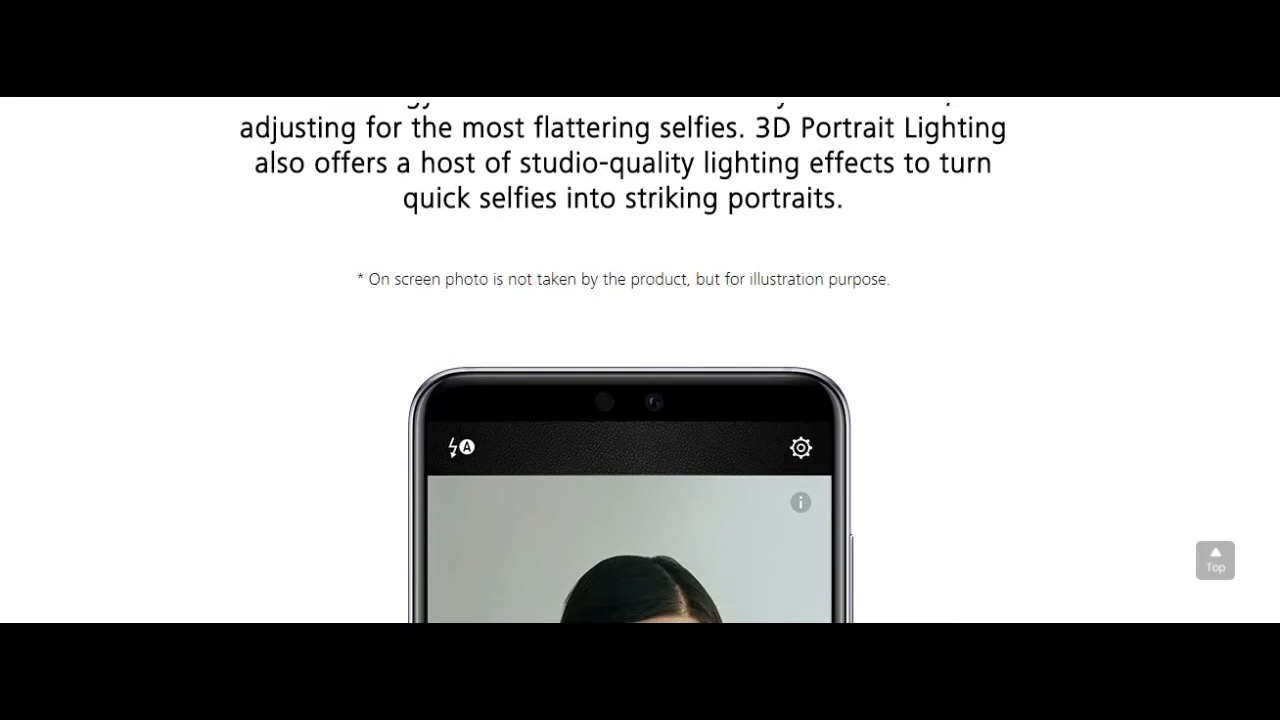 adjusting for the most flattering selfies. 3D Portrait Lighting
also offers a host of studio-quality lighting effects to turn
quick selfies into striking portraits.
* On screen photo is not taken by the product, but for illustration purpose.
A
i
Top